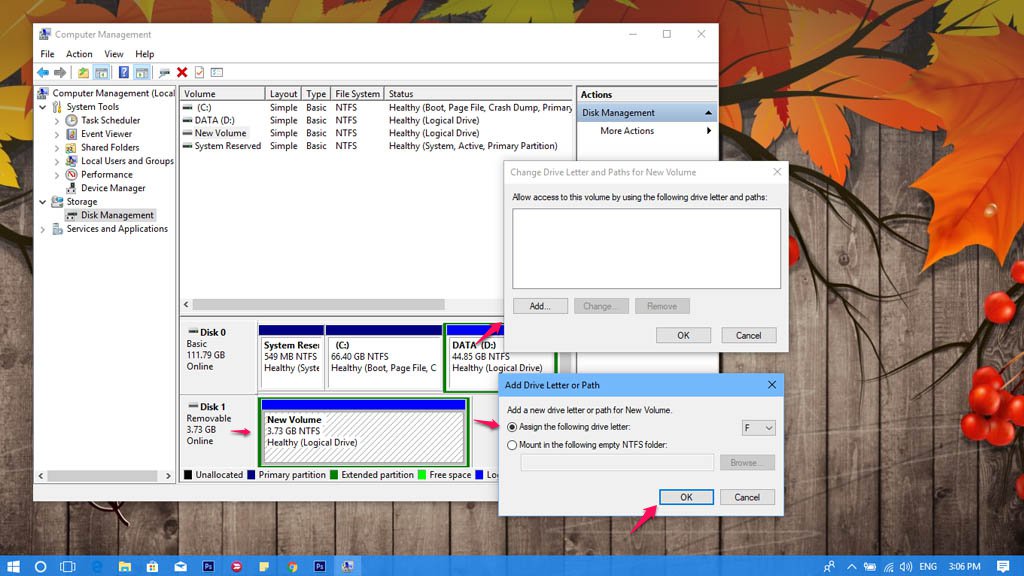 Computer Management
File Action View Help
Computer Management (Local
System Tools
Task Scheduler
Event Viewer
Shared Folders
Local Users and Groups
Performance
Device Manager
Storage
Disk Management
Services and Applications
Volume Layout Type File System Status
(C:) Simple Basic NTFS Healthy (Boot, Page File, Crash Dump, Primary
DATA (D:) Simple Basic NTFS Healthy (Logical Drive)
New Volume Simple Basic NTFS Healthy (Logical Drive)
System Reserved Simple Basic NTFS Healthy (System, Active, Primary Partition)
Actions
Disk Management
More Actions
Change Drive Letter and Paths for New Volume
Allow access to this volume by using the following drive letter and paths:
Add... Change... Remove
OK Cancel
Disk 0
Basic
111.79 GB
Online
System Rese
549 MB NTFS
Healthy (Syste
(C:)
66.40 GB NTFS
Healthy (Boot, Page File, C
DATA (D:)
44.85 GB NTFS
Healthy (Logical Drive)
Disk 1
Removable
3.73 GB
Online
New Volume
3.73 GB NTFS
Healthy (Logical Drive)
Unallocated Primary partition Extended partition Free space Lo
Add Drive Letter or Path
Add a new drive letter or path for New Volume.
Assign the following drive letter: F
Mount in the following empty NTFS folder:
Browse...
OK Cancel
Ps Ps ENG 3:06 PM